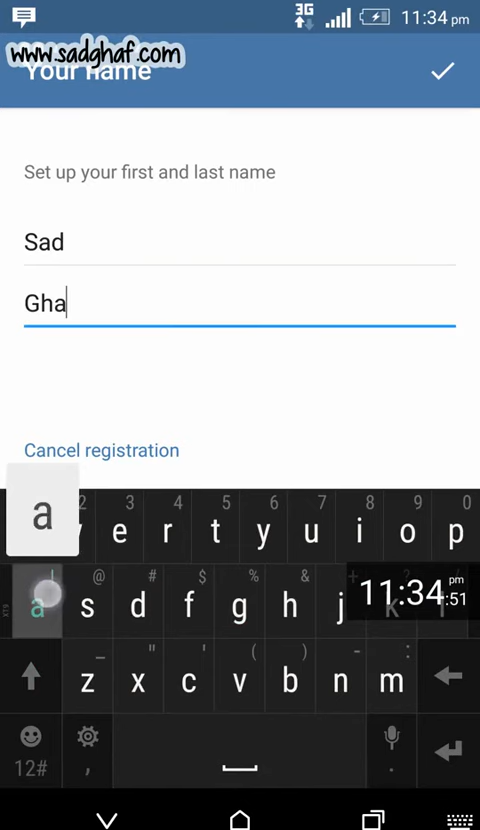 11:34 pm
www.sadghaf.com
Your name
Set up your first and last name
Sad
Gha
Cancel registration
a
2 3 4 5 6 7 8 9 0
e r t y u i o p
@ # $ % &
a s d f g h j k l
11:34:51 pm
_ " ' ( ) - :
z x c v b n m
12# , .